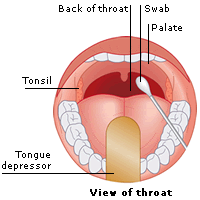 Back of throat
Swab
Palate
Tonsil
Tongue
depressor
View of throat